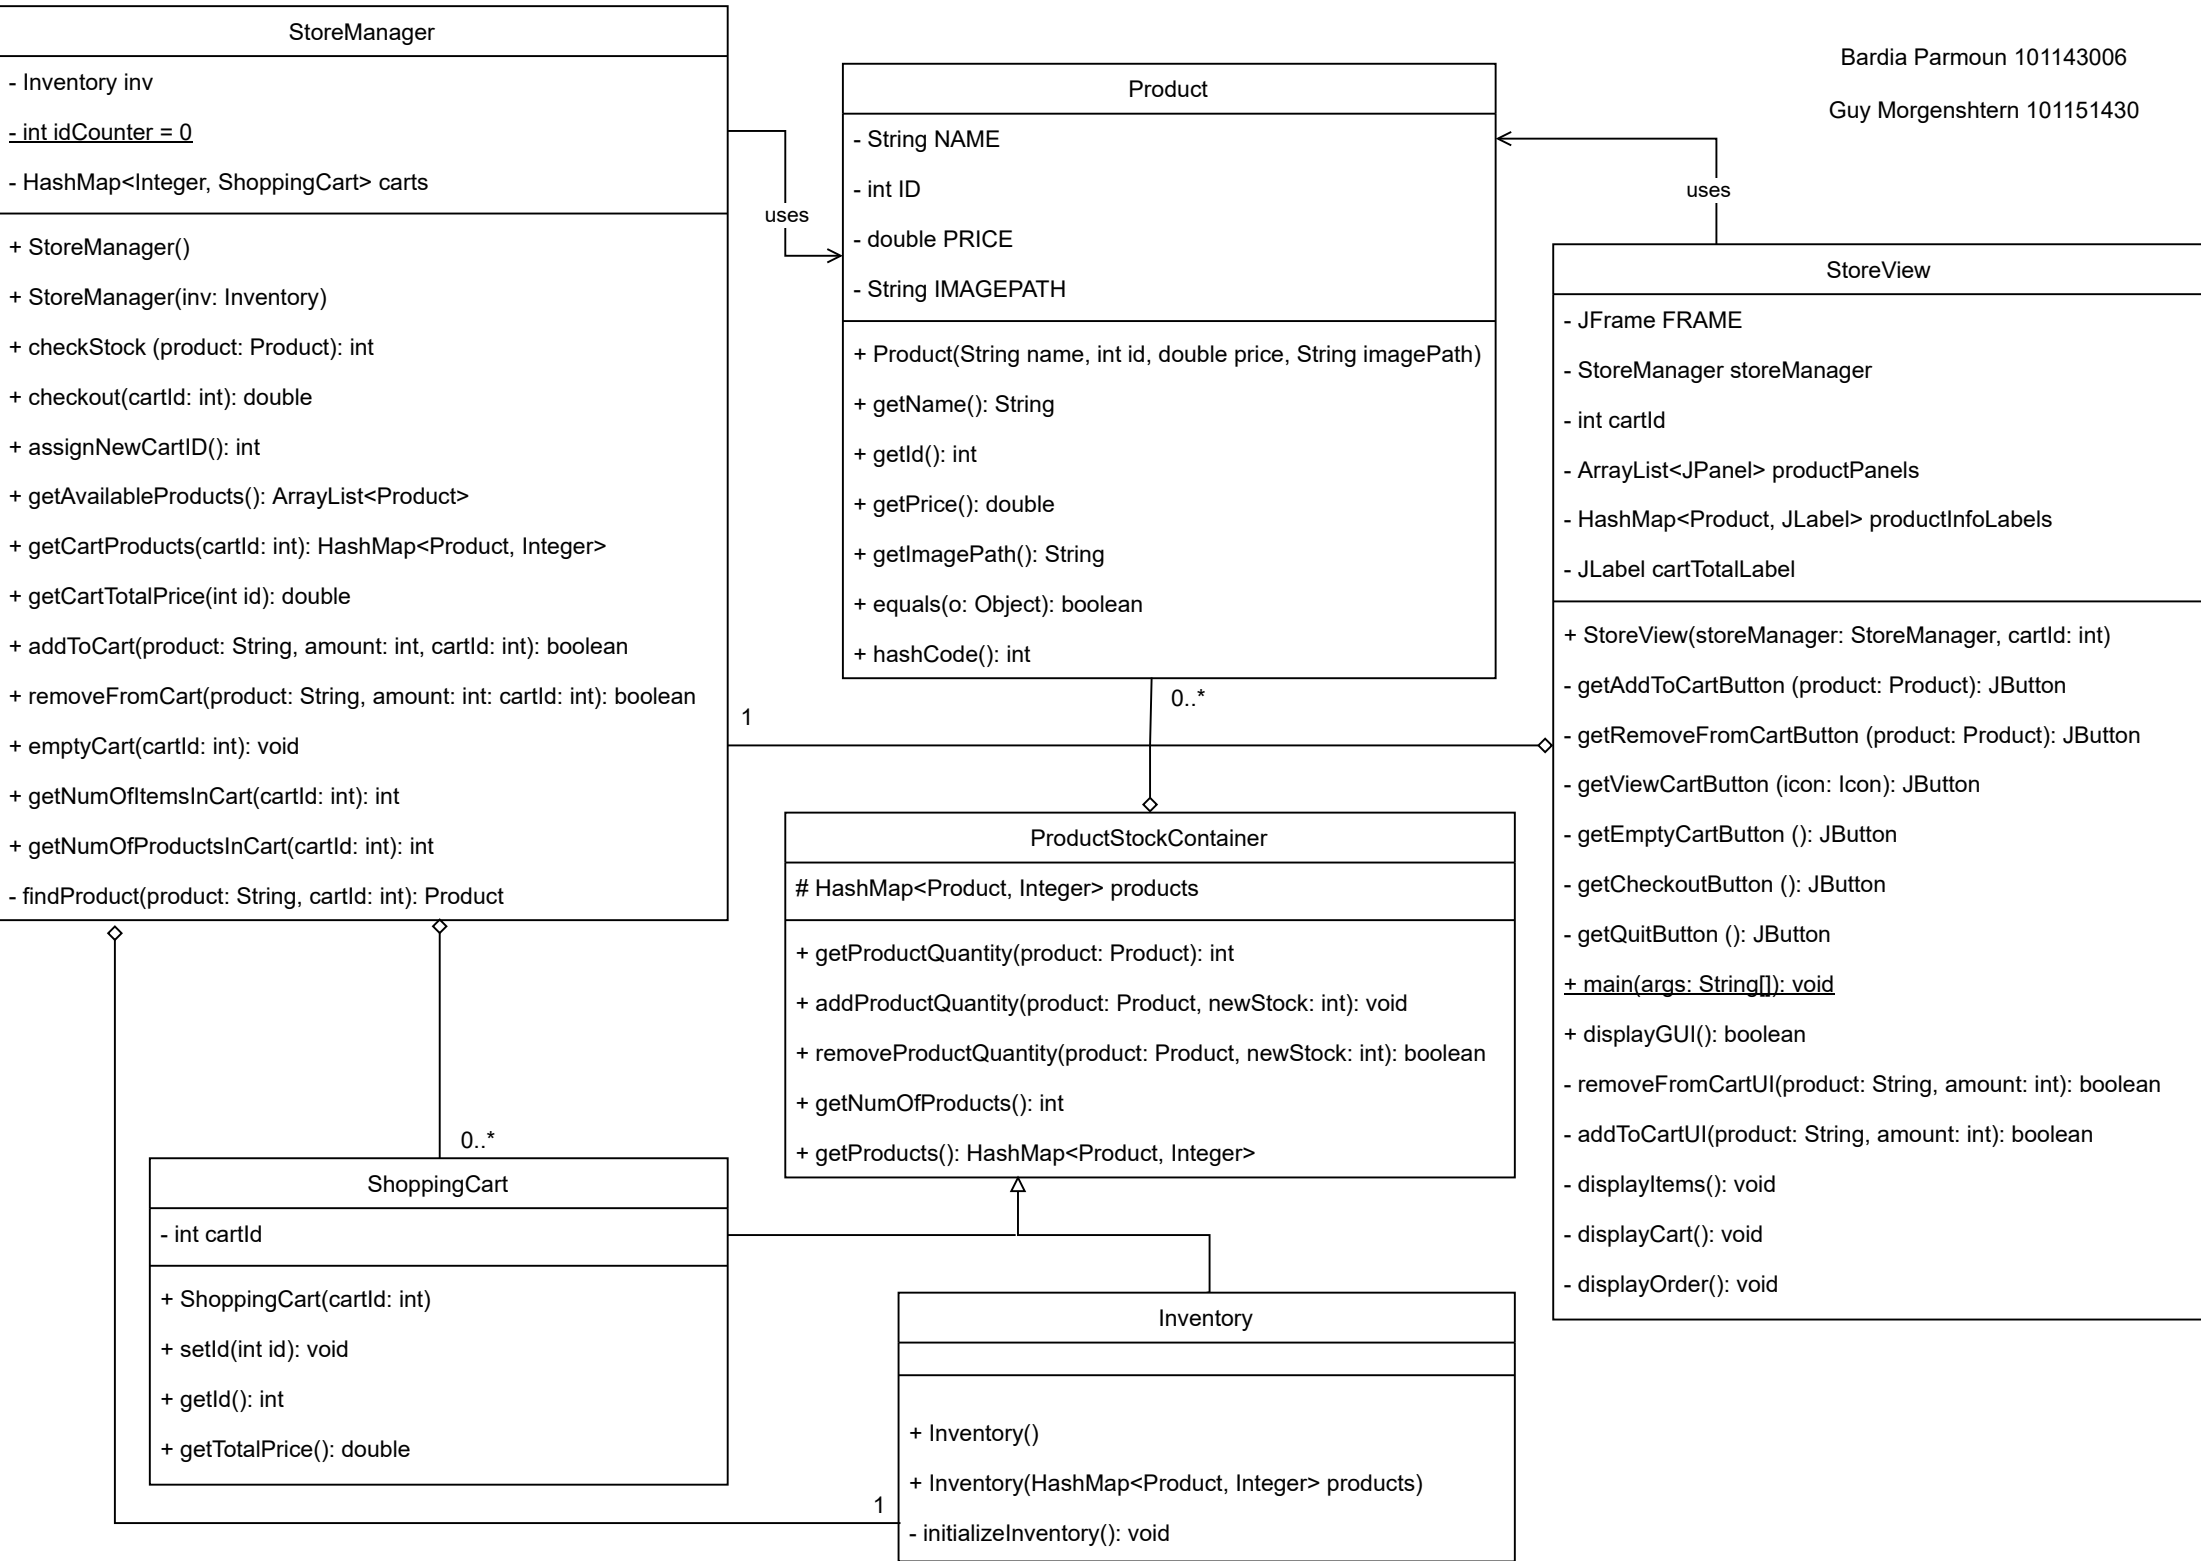 StoreManager
- Inventory inv
- int idCounter = 0
- HashMap<Integer, ShoppingCart> carts
+ StoreManager()
+ StoreManager(inv: Inventory)
+ checkStock (product: Product): int
+ checkout(cartId: int): double
+ assignNewCartID(): int
+ getAvailableProducts(): ArrayList<Product>
+ getCartProducts(cartId: int): HashMap<Product, Integer>
+ getCartTotalPrice(int id): double
+ addToCart(product: String, amount: int, cartId: int): boolean
+ removeFromCart(product: String, amount: int: cartId: int): boolean
+ emptyCart(cartId: int): void
+ getNumOfItemsInCart(cartId: int): int
+ getNumOfProductsInCart(cartId: int): int
- findProduct(product: String, cartId: int): Product
uses
Product
- String NAME
- int ID
- double PRICE
- String IMAGEPATH
+ Product(String name, int id, double price, String imagePath)
+ getName(): String
+ getId(): int
+ getPrice(): double
+ getImagePath(): String
+ equals(o: Object): boolean
+ hashCode(): int
0..*
1
Bardia Parmoun 101143006
Guy Morgenshtern 101151430
uses
StoreView
- JFrame FRAME
- StoreManager storeManager
- int cartId
- ArrayList<JPanel> productPanels
- HashMap<Product, JLabel> productInfoLabels
- JLabel cartTotalLabel
+ StoreView(storeManager: StoreManager, cartId: int)
- getAddToCartButton (product: Product): JButton
- getRemoveFromCartButton (product: Product): JButton
- getViewCartButton (icon: Icon): JButton
- getEmptyCartButton (): JButton
- getCheckoutButton (): JButton
- getQuitButton (): JButton
+ main(args: String[]): void
+ displayGUI(): boolean
- removeFromCartUI(product: String, amount: int): boolean
- addToCartUI(product: String, amount: int): boolean
- displayItems(): void
- displayCart(): void
- displayOrder(): void
ProductStockContainer
# HashMap<Product, Integer> products
+ getProductQuantity(product: Product): int
+ addProductQuantity(product: Product, newStock: int): void
+ removeProductQuantity(product: Product, newStock: int): boolean
+ getNumOfProducts(): int
+ getProducts(): HashMap<Product, Integer>
0..*
ShoppingCart
- int cartId
+ ShoppingCart(cartId: int)
+ setId(int id): void
+ getId(): int
+ getTotalPrice(): double
1
Inventory
+ Inventory()
+ Inventory(HashMap<Product, Integer> products)
- initializeInventory(): void